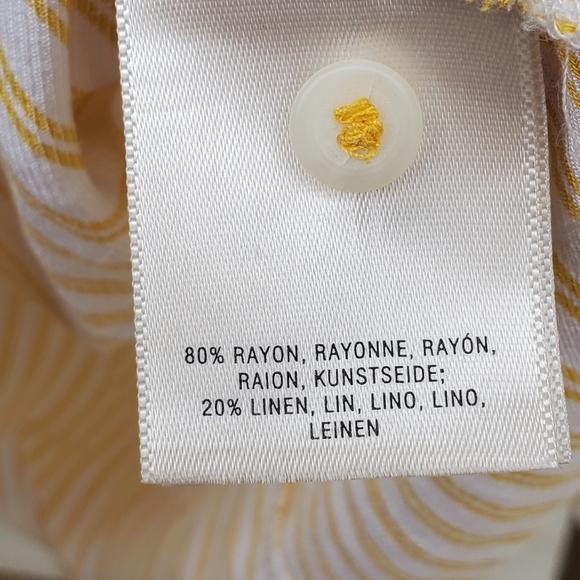 80% RAYON, RAYONNE, RAYÓN,
RAION, KUNSTSEIDE;
20% LINEN, LIN, LINO, LINO,
LEINEN